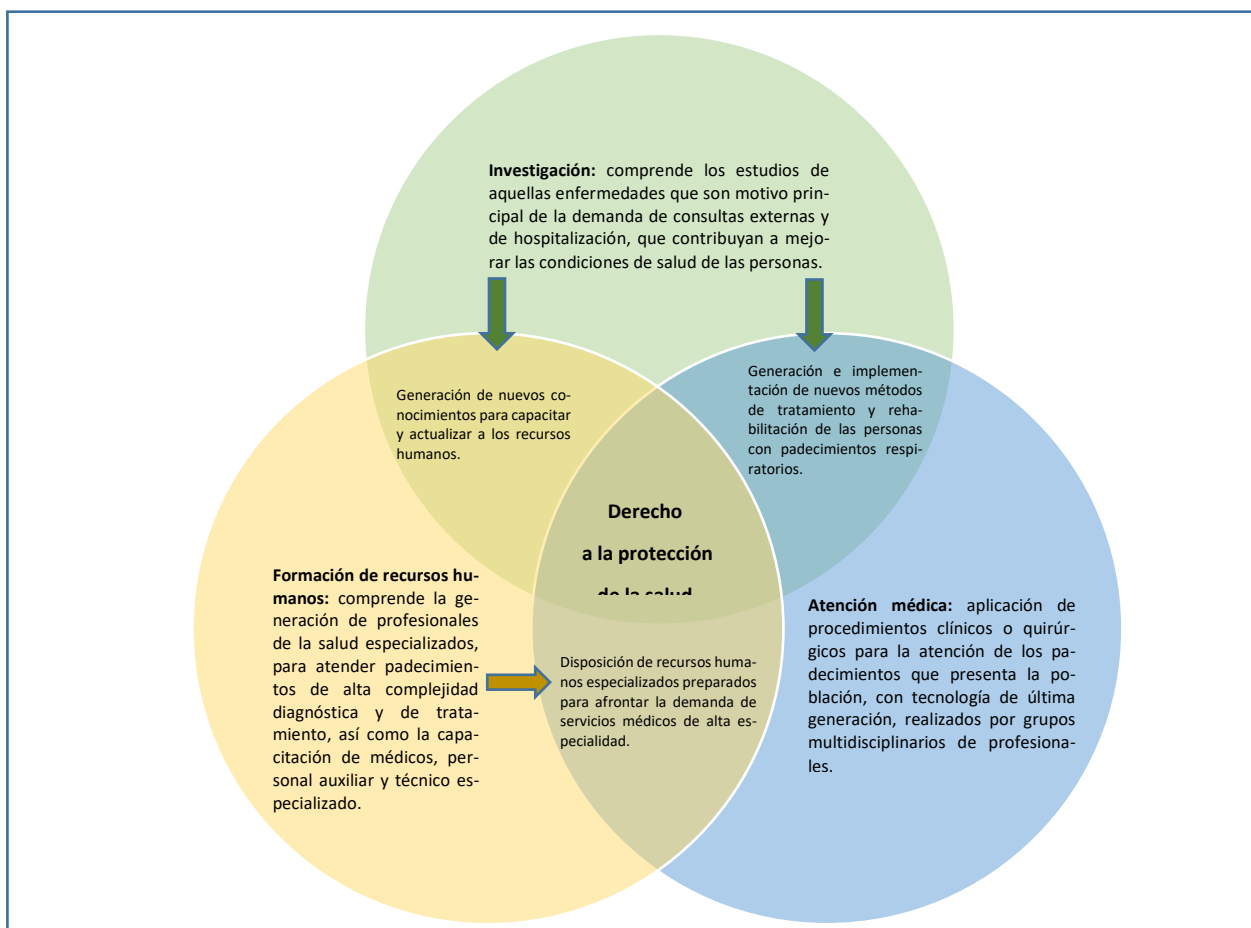 Investigación: comprende los estudios de
aquellas enfermedades que son motivo prin-
cipal de la demanda de consultas externas y
de hospitalización, que contribuyan a mejo-
rar las condiciones de salud de las personas.
Generación de nuevos co-
nocimientos para capacitar
y actualizar a los recursos
humanos.
Generación e implemen-
tación de nuevos métodos
de tratamiento y reha-
bilitación de las personas
con padecimientos respi-
ratorios.
Derecho
a la protección
de la salud
Formación de recursos hu-
manos: comprende la ge-
neración de profesionales
de la salud especializados,
para atender padecimien-
tos de alta complejidad
diagnóstica y de trata-
miento, así como la capa-
citación de médicos, per-
sonal auxiliar y técnico es-
pecializado.
Disposición de recursos huma-
nos especializados preparados
para afrontar la demanda de
servicios médicos de alta es-
pecialidad.
Atención médica: aplicación de
procedimientos clínicos o quirúr-
gicos para la atención de los pa-
decimientos que presenta la po-
blación, con tecnología de última
generación, realizados por grupos
multidisciplinarios de profesiona-
les.